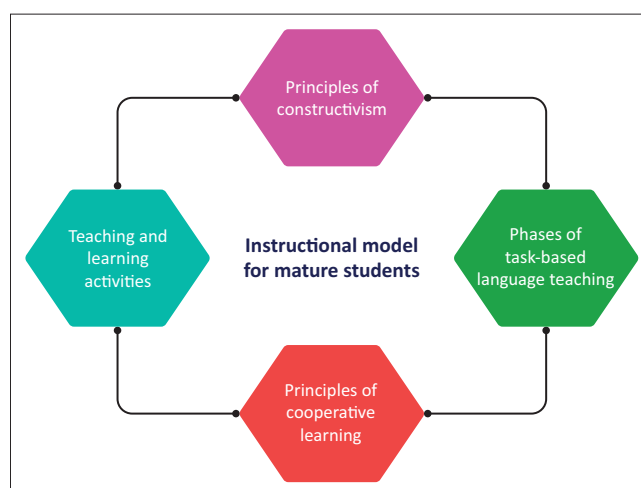 Principles of
constructivism
Teaching and
learning
activities
Instructional model
for mature students
Phases of
task-based
language teaching
Principles of
cooperative
learning